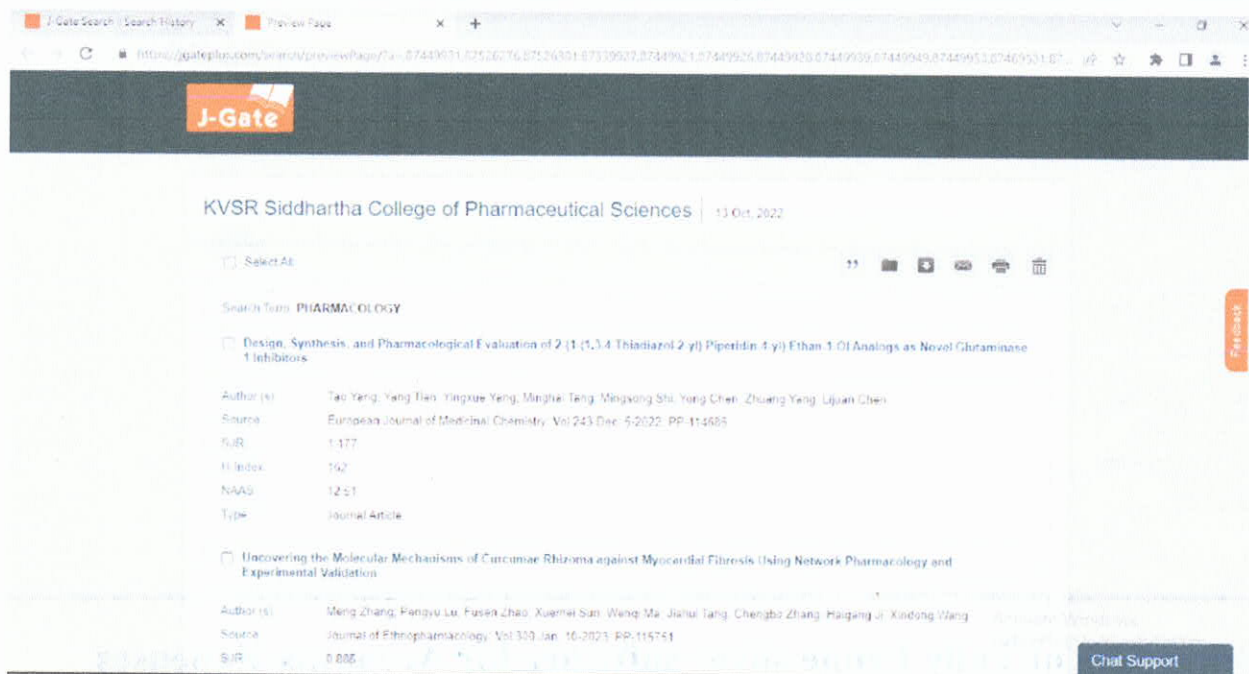 J-Gate Search | Search History
Preview Page
J-Gate
KVSR Siddhartha College of Pharmaceutical Sciences | 13 Oct, 2022
Select All
Search Term: PHARMACOLOGY
Design, Synthesis, and Pharmacological Evaluation of 2-(1-(1,3,4-Thiadiazol-2-yl) Piperidin-4-yl) Ethan-1-Ol Analogs as Novel Glutaminase
1 Inhibitors
Author (s) Tao Yang; Yang Tian; Yingxue Yang; Minghai Tang; Mingsong Shi; Yong Chen; Zhuang Yang; Lijuan Chen
Source European Journal of Medicinal Chemistry: Vol 243 Dec. 5-2022: PP-114686
SJR 1.177
H-Index 162
NAAS 12.51
Type Journal Article
Uncovering the Molecular Mechanisms of Curcumae Rhizoma against Myocardial Fibrosis Using Network Pharmacology and
Experimental Validation
Author (s) Meng Zhang; Pengyu Lu; Fusen Zhao; Xuemei Sun; Wenqi Ma; Jiahui Tang; Chengbo Zhang; Haigang Ji; Xindong Wang
Source Journal of Ethnopharmacology: Vol 300 Jan. 10-2023: PP-115751
SJR 0.885
Feedback
Chat Support